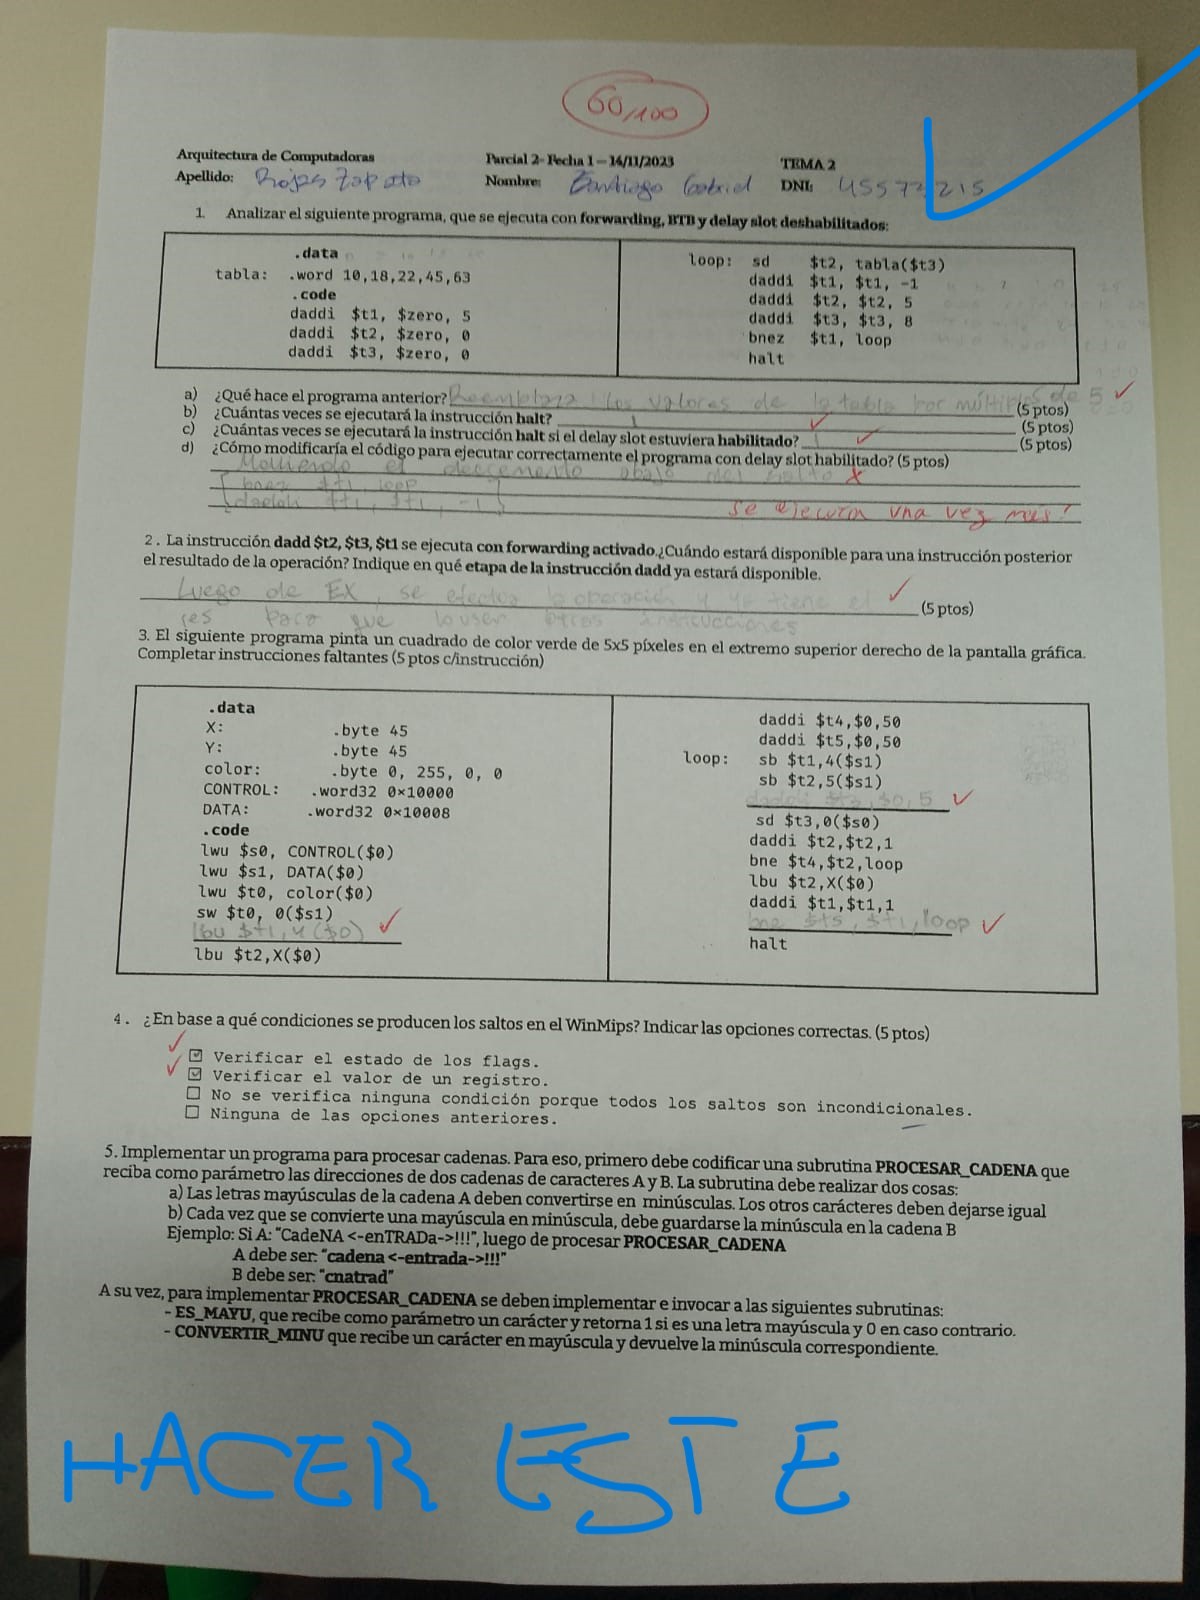 60/100
Arquitectura de Computadoras Parcial 2- Fecha 1 – 14/11/2023 TEMA 2
Apellido: Rojas Zapata Nombre: Santiago Gabriel DNI:
1. Analizar el siguiente programa, que se ejecuta con forwarding, BTB y delay slot deshabilitados:
.data
tabla: .word 10,18,22,45,63
.code
daddi $t1, $zero, 5
daddi $t2, $zero, 0
daddi $t3, $zero, 0
loop: sd $t2, tabla($t3)
daddi $t1, $t1, -1
daddi $t2, $t2, 5
daddi $t3, $t3, 8
bnez $t1, loop
halt
a) ¿Qué hace el programa anterior? Reemplaza los valores de la tabla por múltiplos de 5 (5 ptos)
b) ¿Cuántas veces se ejecutará la instrucción halt? 1 (5 ptos)
c) ¿Cuántas veces se ejecutará la instrucción halt si el delay slot estuviera habilitado? 1 (5 ptos)
d) ¿Cómo modificaría el código para ejecutar correctamente el programa con delay slot habilitado? (5 ptos)
Moviendo el decremento abajo del salto
bnez $t1, loop
$t1, $t1, -1
se ejecuta una vez más!
2 . La instrucción dadd $t2, $t3, $t1 se ejecuta con forwarding activado.¿Cuándo estará disponible para una instrucción posterior
el resultado de la operación? Indique en qué etapa de la instrucción dadd ya estará disponible.
Luego de EX, se efectua la operación y ya tiene el (5 ptos)
res para que lo usen otras instrucciones
3. El siguiente programa pinta un cuadrado de color verde de 5x5 píxeles en el extremo superior derecho de la pantalla gráfica.
Completar instrucciones faltantes (5 ptos c/instrucción)
.data
X: .byte 45
Y: .byte 45
color: .byte 0, 255, 0, 0
CONTROL: .word32 0×10000
DATA: .word32 0×10008
.code
lwu $s0, CONTROL($0)
lwu $s1, DATA($0)
lwu $t0, color($0)
sw $t0, 0($s1)
lbu $t1, Y($0)
lbu $t2,X($0)
daddi $t4,$0,50
daddi $t5,$0,50
loop: sb $t1,4($s1)
sb $t2,5($s1)
daddi $t3,$0,5
sd $t3,0($s0)
daddi $t2,$t2,1
bne $t4,$t2,loop
lbu $t2,X($0)
daddi $t1,$t1,1
bne $t5, $t1, loop
halt
4 . ¿En base a qué condiciones se producen los saltos en el WinMips? Indicar las opciones correctas. (5 ptos)
Verificar el estado de los flags.
Verificar el valor de un registro.
No se verifica ninguna condición porque todos los saltos son incondicionales.
Ninguna de las opciones anteriores.
5. Implementar un programa para procesar cadenas. Para eso, primero debe codificar una subrutina PROCESAR_CADENA que
reciba como parámetro las direcciones de dos cadenas de caracteres A y B. La subrutina debe realizar dos cosas:
a) Las letras mayúsculas de la cadena A deben convertirse en minúsculas. Los otros carácteres deben dejarse igual
b) Cada vez que se convierte una mayúscula en minúscula, debe guardarse la minúscula en la cadena B
Ejemplo: Si A: "CadeNA <-enTRADa->!!!", luego de procesar PROCESAR_CADENA
A debe ser: "cadena <-entrada->!!!"
B debe ser: "cnatrad"
A su vez, para implementar PROCESAR_CADENA se deben implementar e invocar a las siguientes subrutinas:
- ES_MAYU, que recibe como parámetro un carácter y retorna 1 si es una letra mayúscula y 0 en caso contrario.
- CONVERTIR_MINU que recibe un carácter en mayúscula y devuelve la minúscula correspondiente.
HACER ESTE